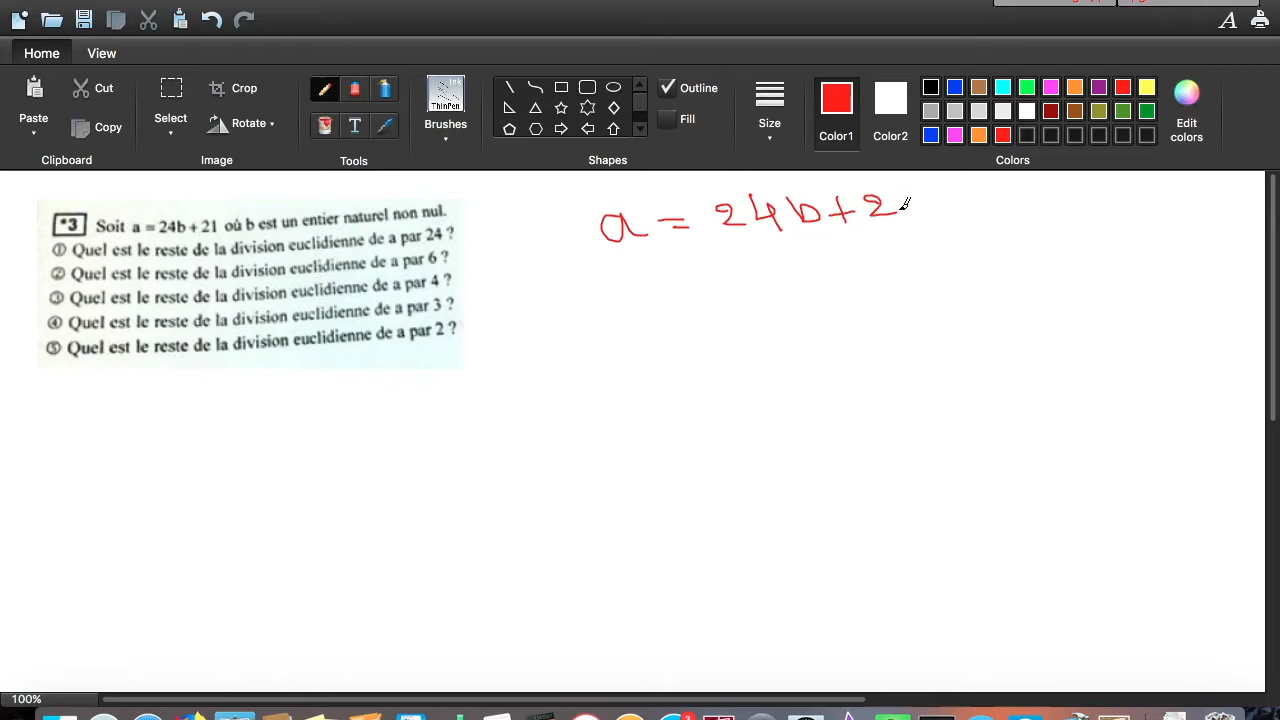 Home
View
Paste
Cut
Copy
Clipboard
Select
Crop
Rotate
Image
Tools
Ink
ThinPen
Brushes
Shapes
Outline
Fill
Size
Color1
Color2
Edit colors
Colors
*3 Soit a = 24b + 21 où b est un entier naturel non nul.
① Quel est le reste de la division euclidienne de a par 24 ?
② Quel est le reste de la division euclidienne de a par 6 ?
③ Quel est le reste de la division euclidienne de a par 4 ?
④ Quel est le reste de la division euclidienne de a par 3 ?
⑤ Quel est le reste de la division euclidienne de a par 2 ?
a = 24b+2
100%